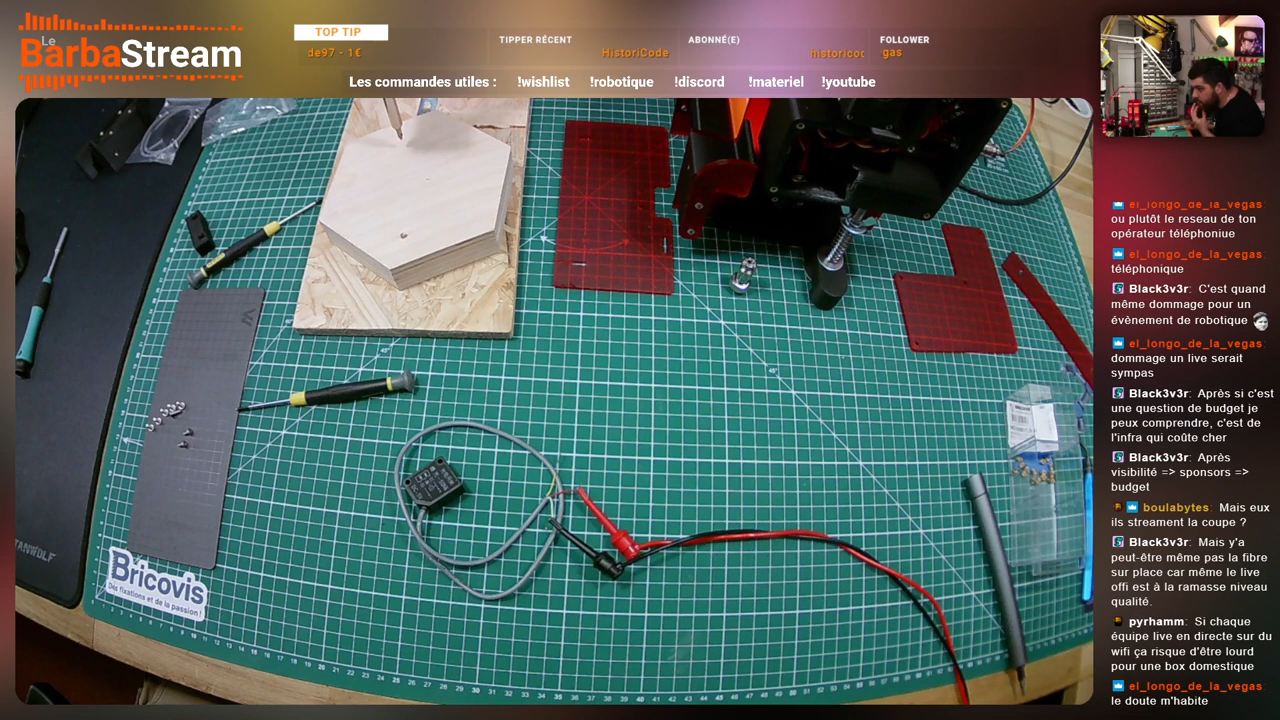 Le
BarbaStream
TOP TIP
de97 - 1€
TIPPER RÉCENT
HistoriCode
ABONNÉ(E)
historicoc
FOLLOWER
gas
Les commandes utiles : !wishlist !robotique !discord !materiel !youtube
el_longo_de_la_vegas:
ou plutôt le reseau de ton
opérateur téléphoniue
el_longo_de_la_vegas:
téléphonique
Black3v3r: C'est quand
même dommage pour un
évènement de robotique
el_longo_de_la_vegas:
dommage un live serait
sympas
Black3v3r: Après si c'est
une question de budget je
peux comprendre, c'est de
l'infra qui coûte cher
Black3v3r: Après
visibilité => sponsors =>
budget
boulabytes: Mais eux
ils streament la coupe ?
Black3v3r: Mais y'a
peut-être même pas la fibre
sur place car même le live
offi est à la ramasse niveau
qualité.
pyrhamm: Si chaque
équipe live en directe sur du
wifi ça risque d'être lourd
pour une box domestique
el_longo_de_la_vegas:
le doute m'habite
Bricovis
Des fixations et de la passion !